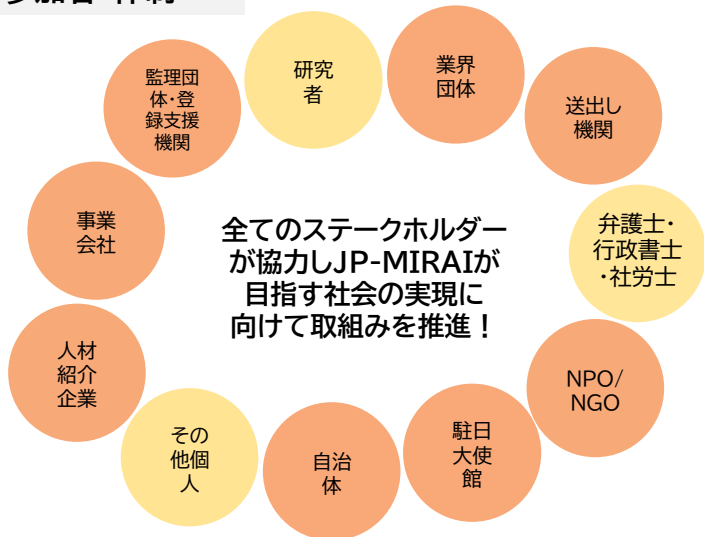 研究
者
業界
団体
監理団
体・登
録支援
機関
送出し
機関
事業
会社
全てのステークホルダー
が協力しJP-MIRAIが
目指す社会の実現に
向けて取組みを推進！
弁護士・
行政書士
・社労士
人材
紹介
企業
NPO/
NGO
その
他個
人
自治
体
駐日
大使
館